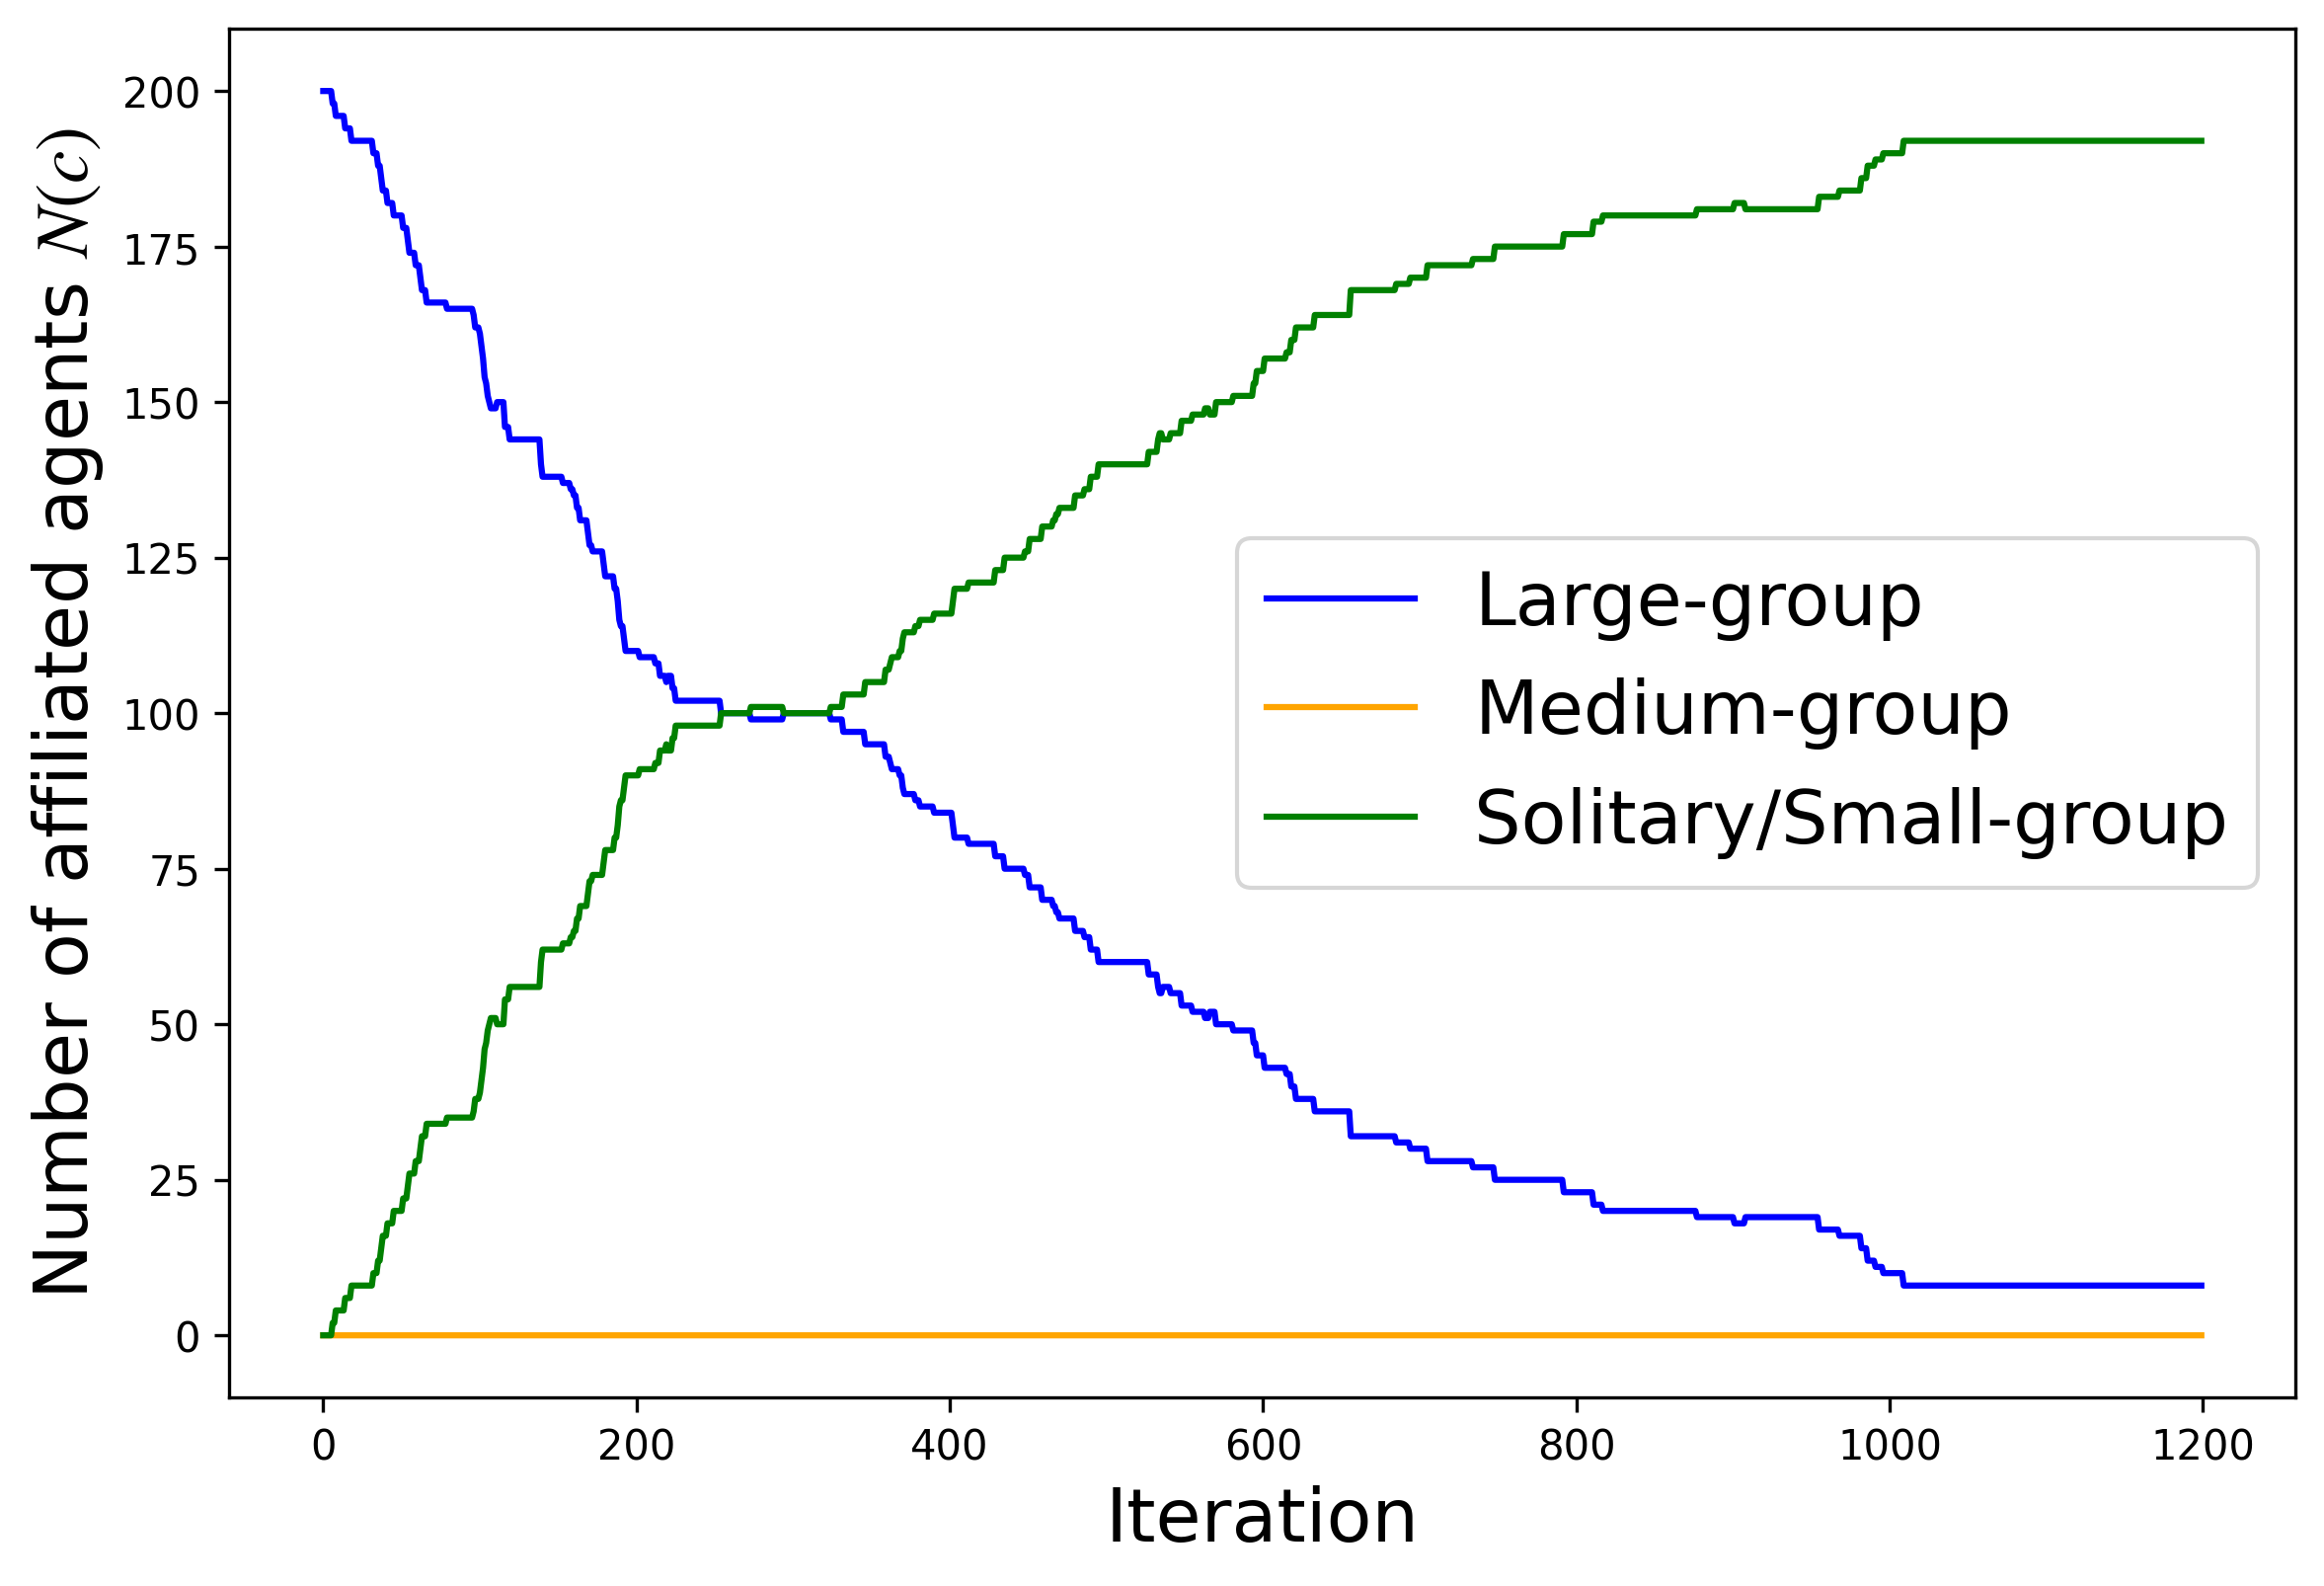 Number of affiliated agents N(c)
200
175
150
125
100
75
50
25
0
Large-group
Medium-group
Solitary/Small-group
0 200 400 600 800 1000 1200
Iteration